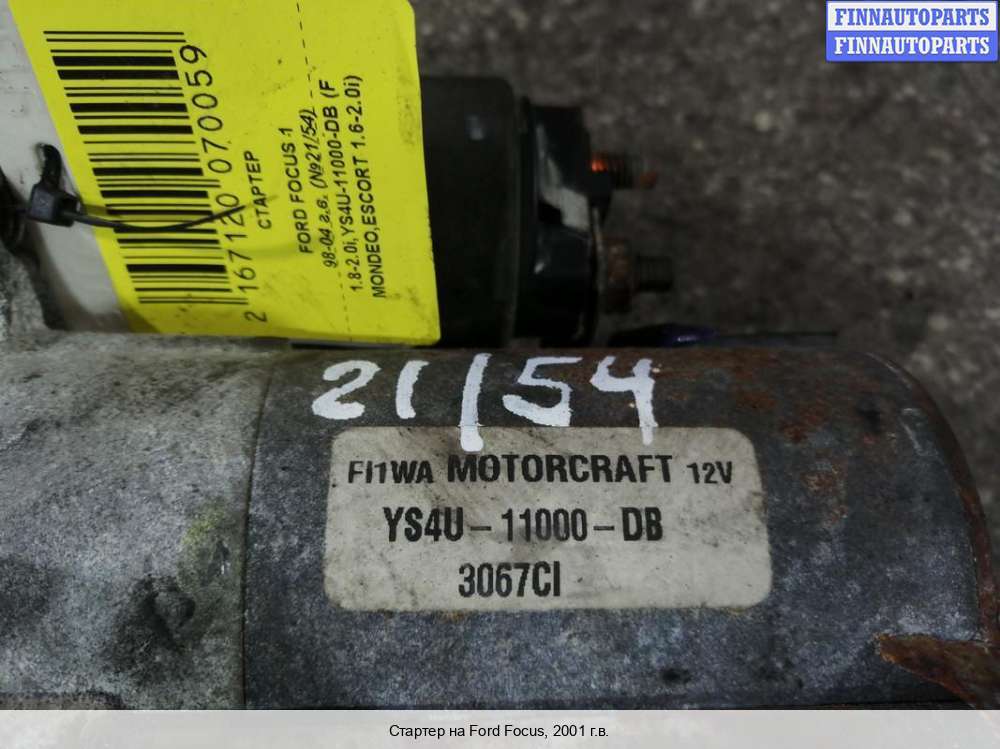 FINNAUTOPARTS
FINNAUTOPARTS
2 167120 070059
СТАРТЕР
FORD FOCUS 1
98-04 г.в. (№21/54)
1.8-2.0i,YS4U-11000-DB (F
MONDEO,ESCORT 1.6-2.0i)
21/54
FI1WA MOTORCRAFT 12V
YS4U-11000-DB
3067CI
Стартер на Ford Focus, 2001 г.в.